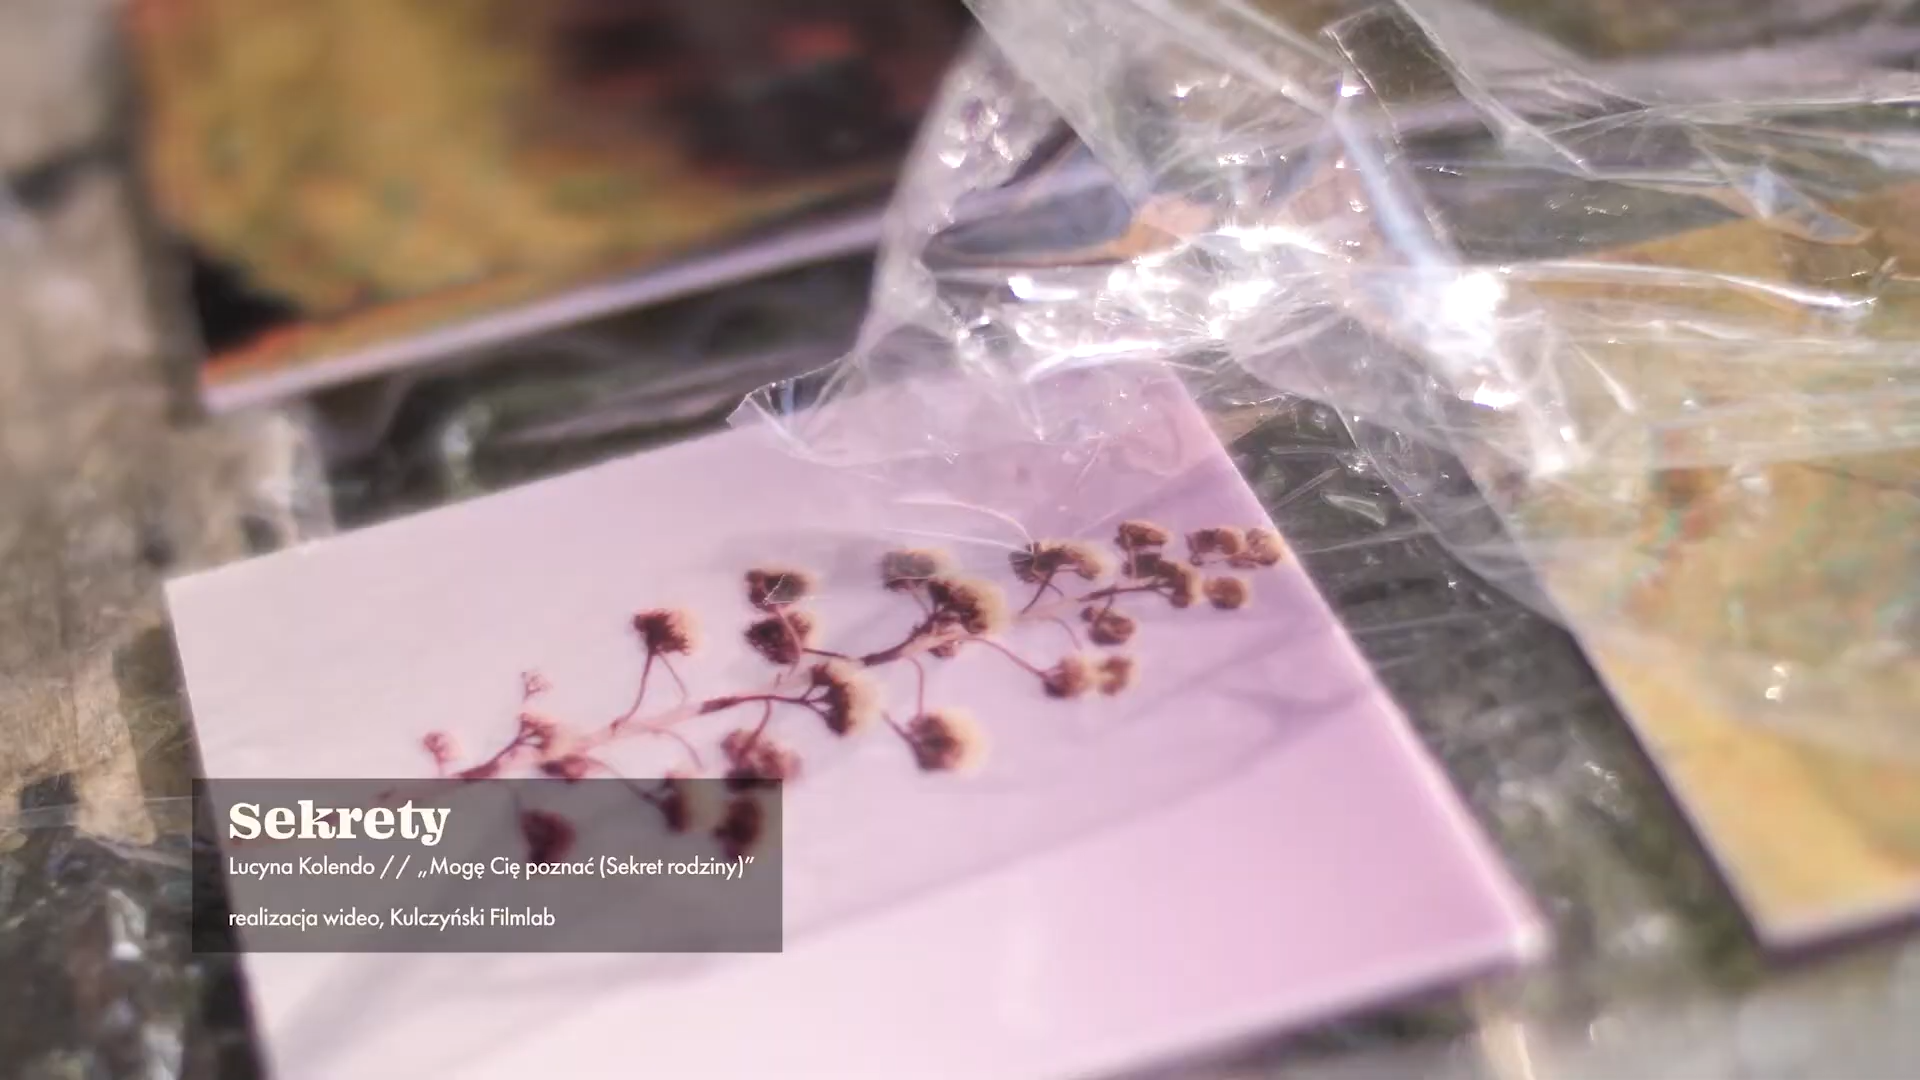 Sekrety
Lucyna Kolendo // „Mogę Cię poznać (Sekret rodziny)”
realizacja wideo, Kulczyński Filmlab